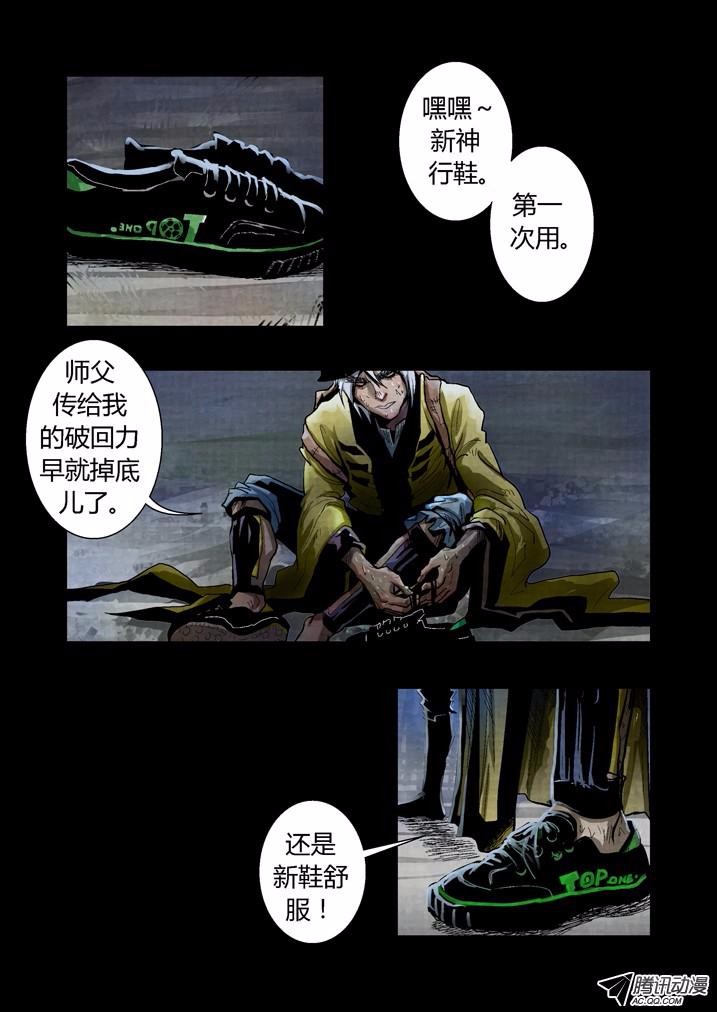 嘿嘿～
新神
行鞋。
第一
次用。
TOP ONE.
师父
传给我
的破回力
早就掉底
儿了。
还是
新鞋舒
服！
TOP ONE.
腾讯动漫
AC.QQ.COM